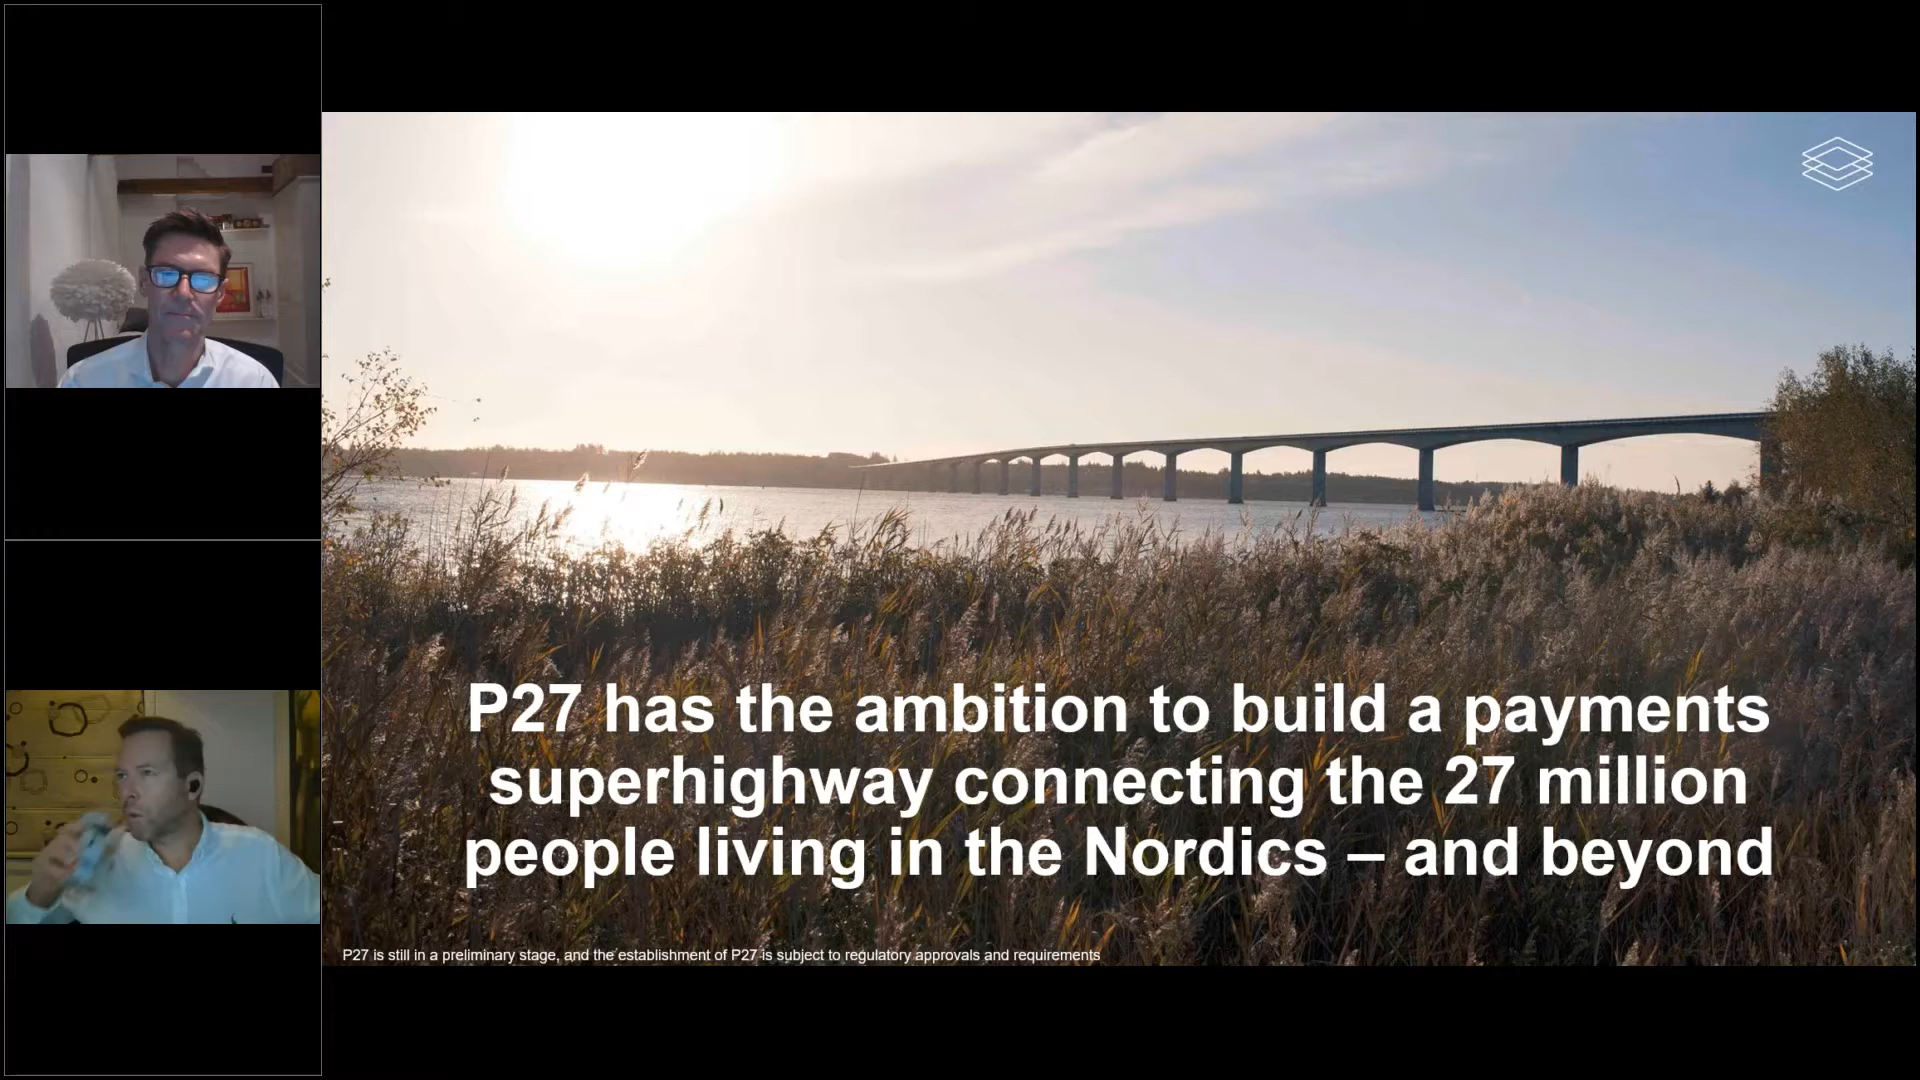 P27 has the ambition to build a payments
superhighway connecting the 27 million
people living in the Nordics – and beyond
P27 is still in a preliminary stage, and the establishment of P27 is subject to regulatory approvals and requirements